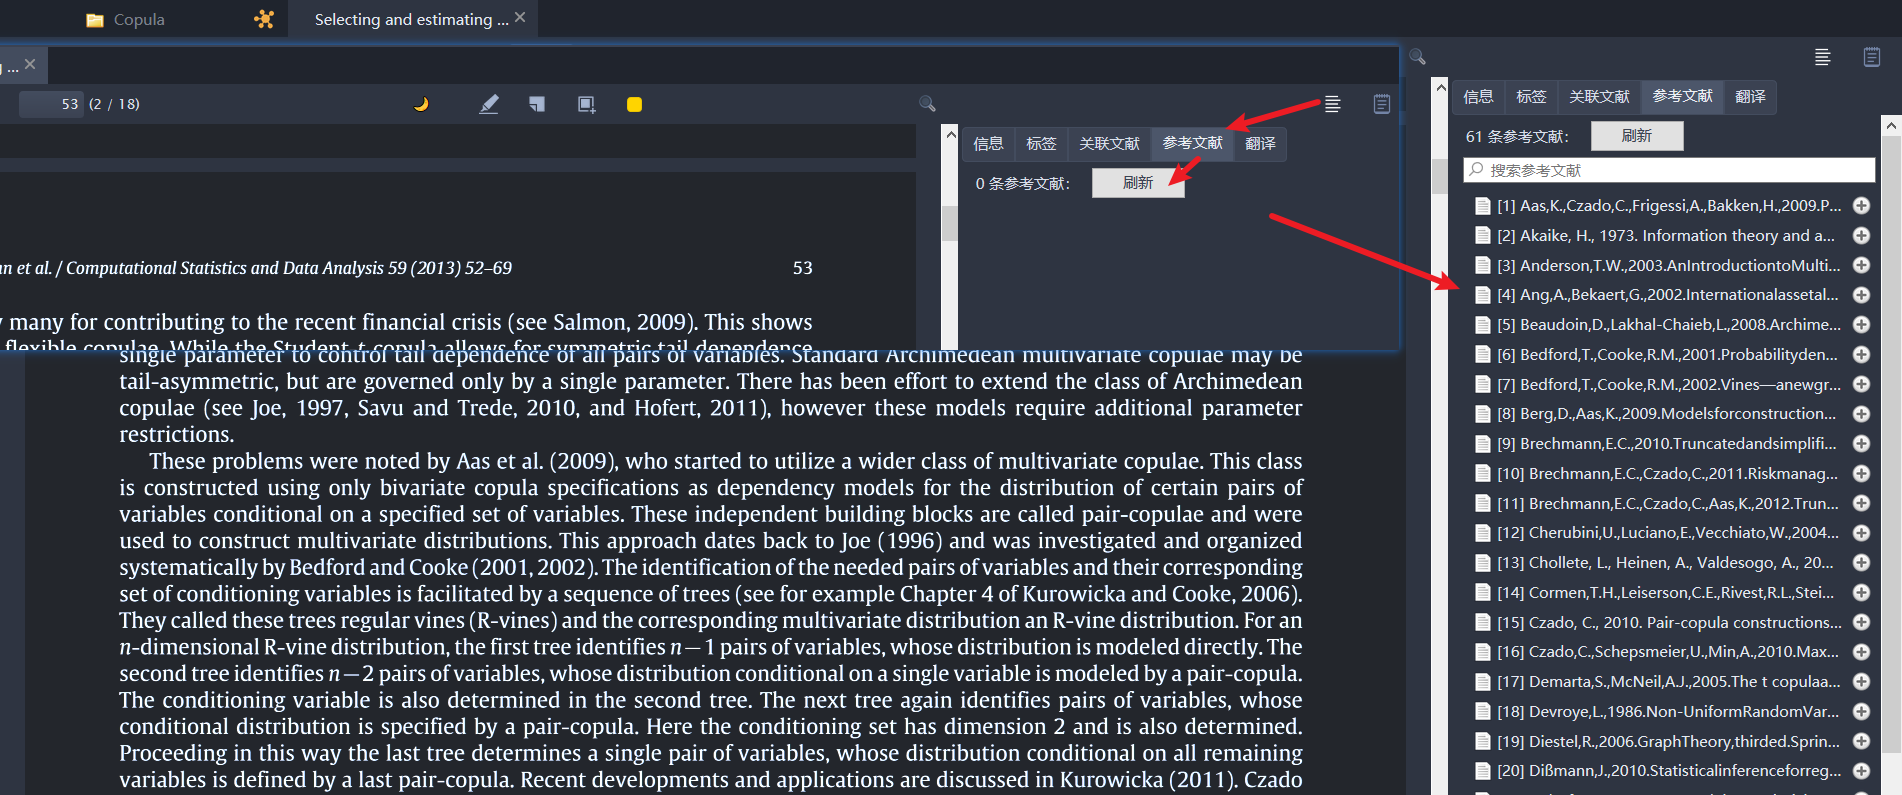 Copula
Selecting and estimating ...
...
53 (2 / 18)
信息 标签 关联文献 参考文献 翻译
0 条参考文献： 刷新
n et al. / Computational Statistics and Data Analysis 59 (2013) 52–69 53
many for contributing to the recent financial crisis (see Salmon, 2009). This shows
flexible copulae. While the Student t copula allows for symmetric tail dependence
single parameter to control tail dependence of all pairs of variables. Standard Archimedean multivariate copulae may be
tail-asymmetric, but are governed only by a single parameter. There has been effort to extend the class of Archimedean
copulae (see Joe, 1997, Savu and Trede, 2010, and Hofert, 2011), however these models require additional parameter
restrictions.
These problems were noted by Aas et al. (2009), who started to utilize a wider class of multivariate copulae. This class
is constructed using only bivariate copula specifications as dependency models for the distribution of certain pairs of
variables conditional on a specified set of variables. These independent building blocks are called pair-copulae and were
used to construct multivariate distributions. This approach dates back to Joe (1996) and was investigated and organized
systematically by Bedford and Cooke (2001, 2002). The identification of the needed pairs of variables and their corresponding
set of conditioning variables is facilitated by a sequence of trees (see for example Chapter 4 of Kurowicka and Cooke, 2006).
They called these trees regular vines (R-vines) and the corresponding multivariate distribution an R-vine distribution. For an
n-dimensional R-vine distribution, the first tree identifies n − 1 pairs of variables, whose distribution is modeled directly. The
second tree identifies n − 2 pairs of variables, whose distribution conditional on a single variable is modeled by a pair-copula.
The conditioning variable is also determined in the second tree. The next tree again identifies pairs of variables, whose
conditional distribution is specified by a pair-copula. Here the conditioning set has dimension 2 and is also determined.
Proceeding in this way the last tree determines a single pair of variables, whose distribution conditional on all remaining
variables is defined by a last pair-copula. Recent developments and applications are discussed in Kurowicka (2011). Czado
信息 标签 关联文献 参考文献 翻译
61 条参考文献： 刷新
搜索参考文献
[1] Aas,K.,Czado,C.,Frigessi,A.,Bakken,H.,2009.P...
[2] Akaike, H., 1973. Information theory and a...
[3] Anderson,T.W.,2003.AnIntroductiontoMulti...
[4] Ang,A.,Bekaert,G.,2002.Internationalassetal...
[5] Beaudoin,D.,Lakhal-Chaieb,L.,2008.Archime...
[6] Bedford,T.,Cooke,R.M.,2001.Probabilityden...
[7] Bedford,T.,Cooke,R.M.,2002.Vines—anewgr...
[8] Berg,D.,Aas,K.,2009.Modelsforconstruction...
[9] Brechmann,E.C.,2010.Truncatedandsimplifi...
[10] Brechmann,E.C.,Czado,C.,2011.Riskmanag...
[11] Brechmann,E.C.,Czado,C.,Aas,K.,2012.Trun...
[12] Cherubini,U.,Luciano,E.,Vecchiato,W.,2004...
[13] Chollete, L., Heinen, A., Valdesogo, A., 20...
[14] Cormen,T.H.,Leiserson,C.E.,Rivest,R.L.,Stei...
[15] Czado, C., 2010. Pair-copula constructions...
[16] Czado,C.,Schepsmeier,U.,Min,A.,2010.Max...
[17] Demarta,S.,McNeil,A.J.,2005.The t copulaa...
[18] Devroye,L.,1986.Non-UniformRandomVar...
[19] Diestel,R.,2006.GraphTheory,thirded.Sprin...
[20] Dißmann,J.,2010.Statisticalinferenceforreg...